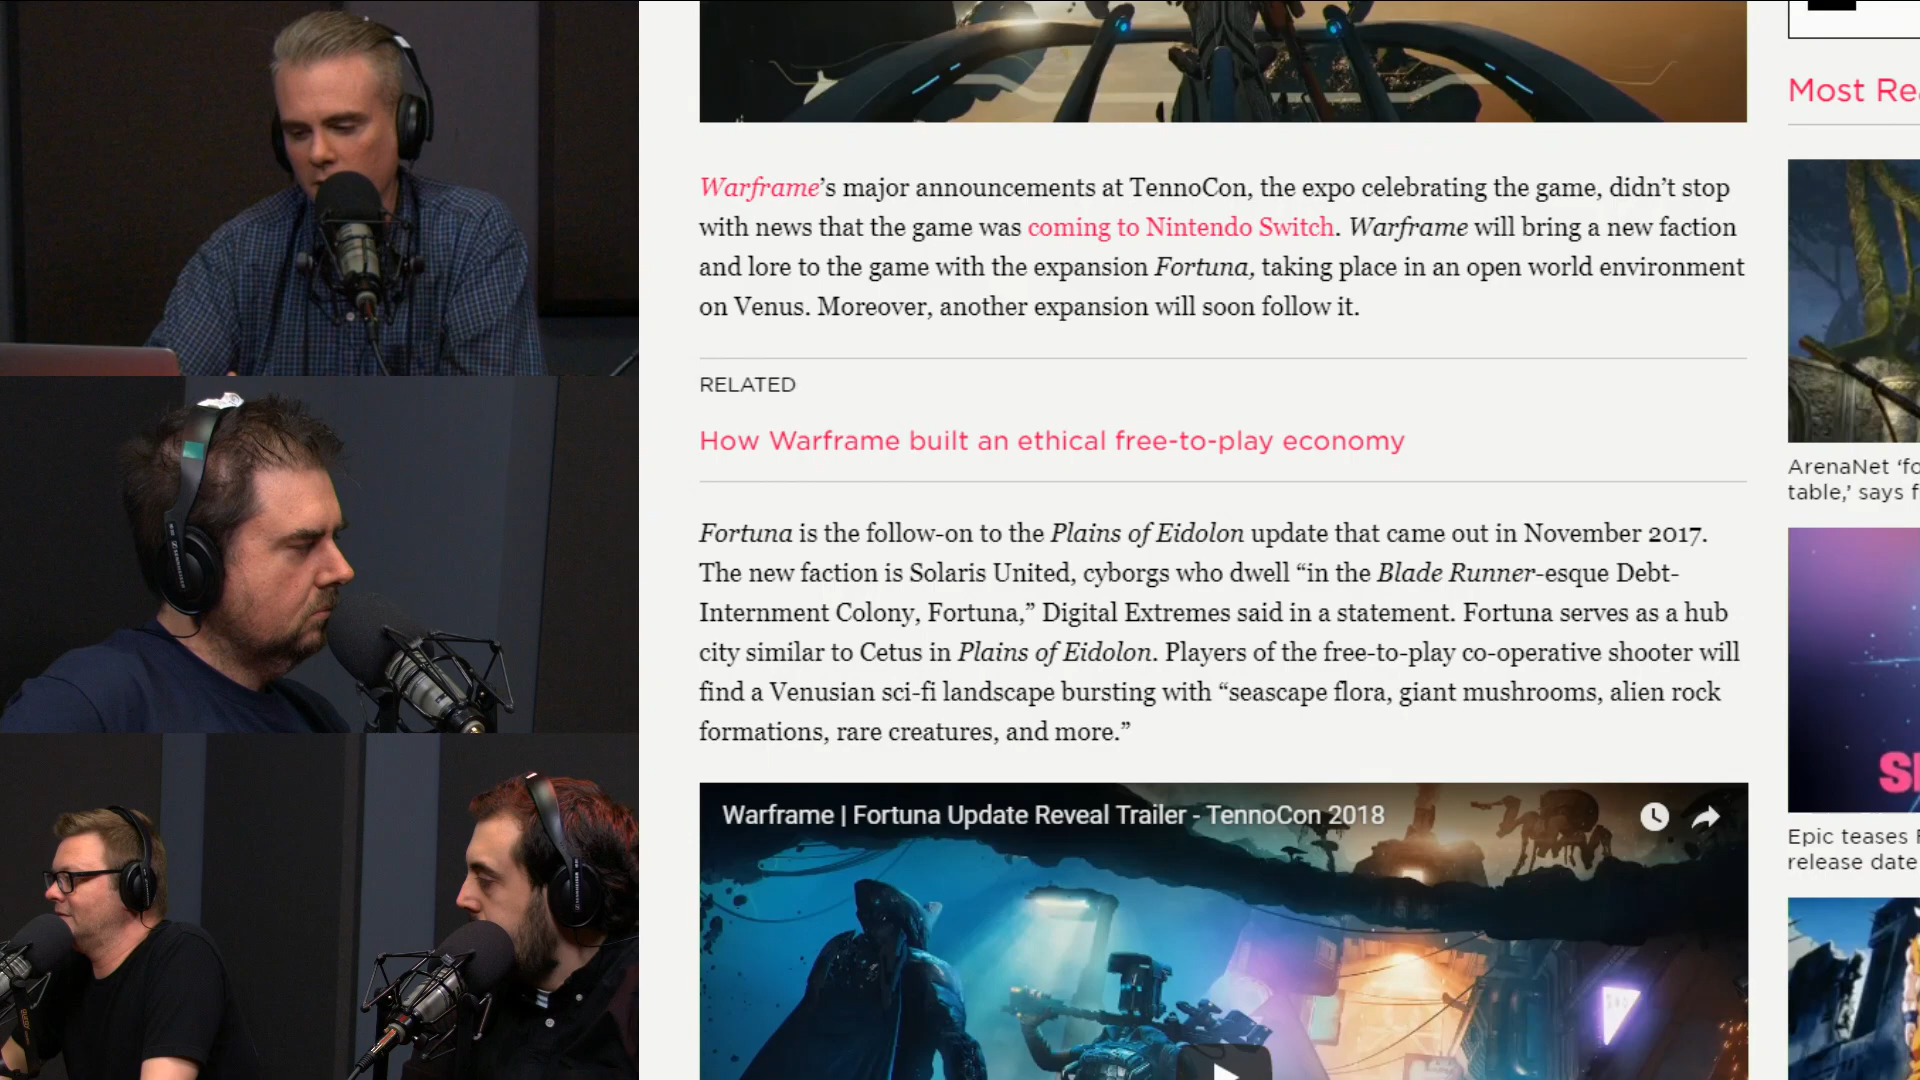 Warframe’s major announcements at TennoCon, the expo celebrating the game, didn’t stop
with news that the game was coming to Nintendo Switch. Warframe will bring a new faction
and lore to the game with the expansion Fortuna, taking place in an open world environment
on Venus. Moreover, another expansion will soon follow it.
RELATED
How Warframe built an ethical free-to-play economy
Fortuna is the follow-on to the Plains of Eidolon update that came out in November 2017.
The new faction is Solaris United, cyborgs who dwell “in the Blade Runner-esque Debt-
Internment Colony, Fortuna,” Digital Extremes said in a statement. Fortuna serves as a hub
city similar to Cetus in Plains of Eidolon. Players of the free-to-play co-operative shooter will
find a Venusian sci-fi landscape bursting with “seascape flora, giant mushrooms, alien rock
formations, rare creatures, and more.”
Warframe | Fortuna Update Reveal Trailer - TennoCon 2018
Most Re
ArenaNet ‘fo
table,’ says f
Epic teases F
release date